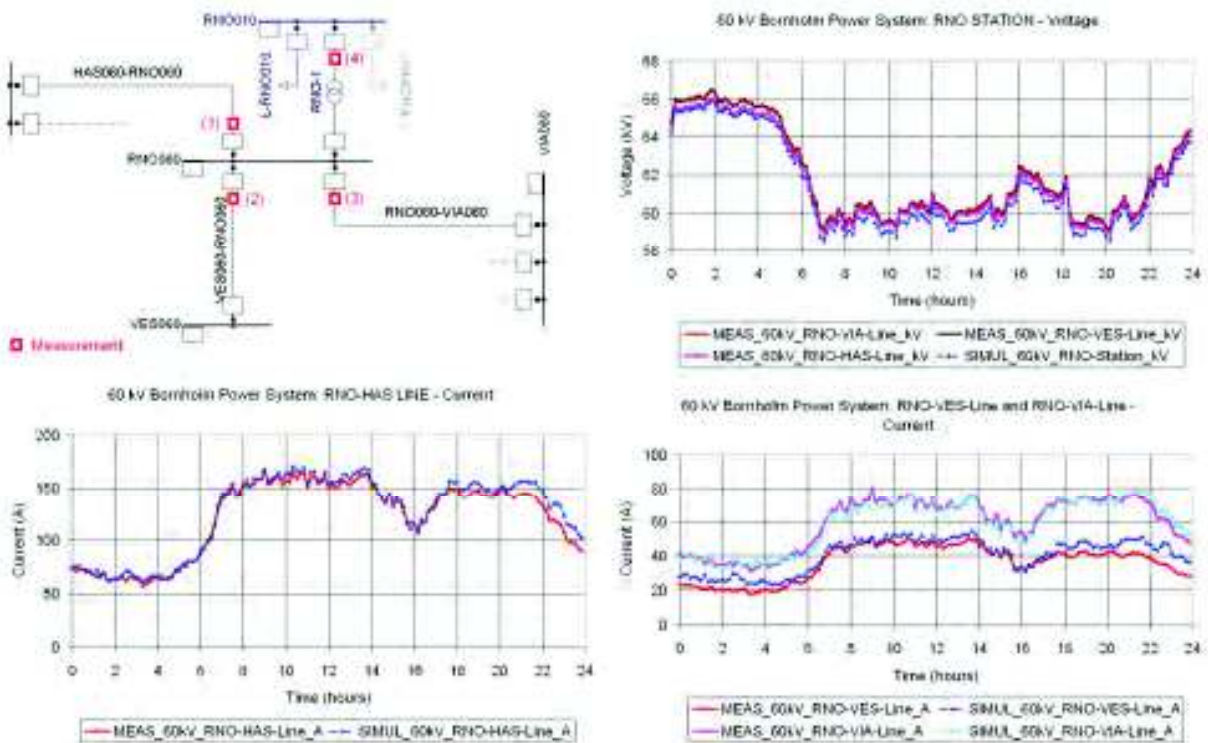 RNO010
HAS060-RNO060
L-RNO010
RNO-1
(4)
(1)
RNO060
(2)
(3)
VES060-RNO060
RNO060-VIA060
VIA060
VES060
Measurement
60 kV Bornholm Power System: RNO STATION - Voltage
Voltage (kV)
68
66
64
62
60
58
0 2 4 6 8 10 12 14 16 18 20 22 24
Time (hours)
MEAS_60kV_RNO-VIA-Line_kV
MEAS_60kV_RNO-VES-Line_kV
MEAS_60kV_RNO-HAS-Line_kV
SIMUL_60kV_RNO-Station_kV
60 kV Bornholm Power System: RNO-HAS LINE - Current
Current (A)
200
150
100
50
0
0 2 4 6 8 10 12 14 16 18 20 22 24
Time (hours)
MEAS_60kV_RNO-HAS-Line_A
SIMUL_60kV_RNO-HAS-Line_A
60 kV Bornholm Power System: RNO-VES-Line and RNO-VIA-Line -
Current
Current (A)
100
80
60
40
20
0
0 2 4 6 8 10 12 14 16 18 20 22 24
Time (hours)
MEAS_60kV_RNO-VES-Line_A
SIMUL_60kV_RNO-VES-Line_A
MEAS_60kV_RNO-VIA-Line_A
SIMUL_60kV_RNO-VIA-Line_A